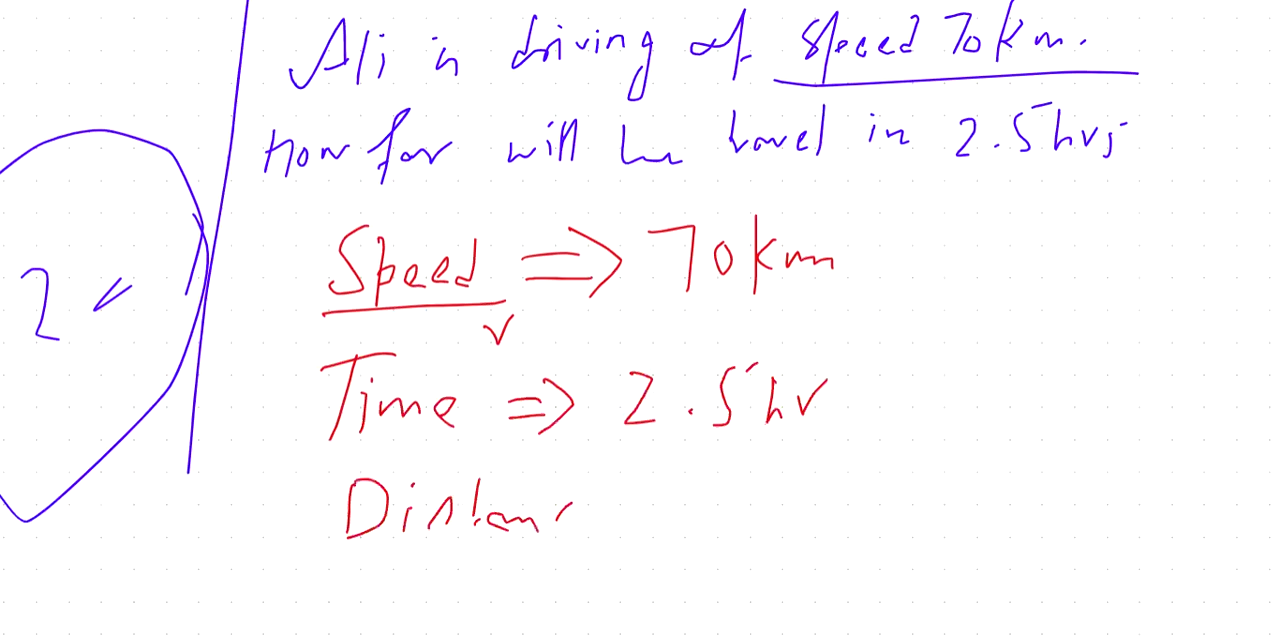 Ali is driving at speed 70km.
How far will he travel in 2.5hrs
Speed => 70km
2
Time => 2.5hr
Distanc